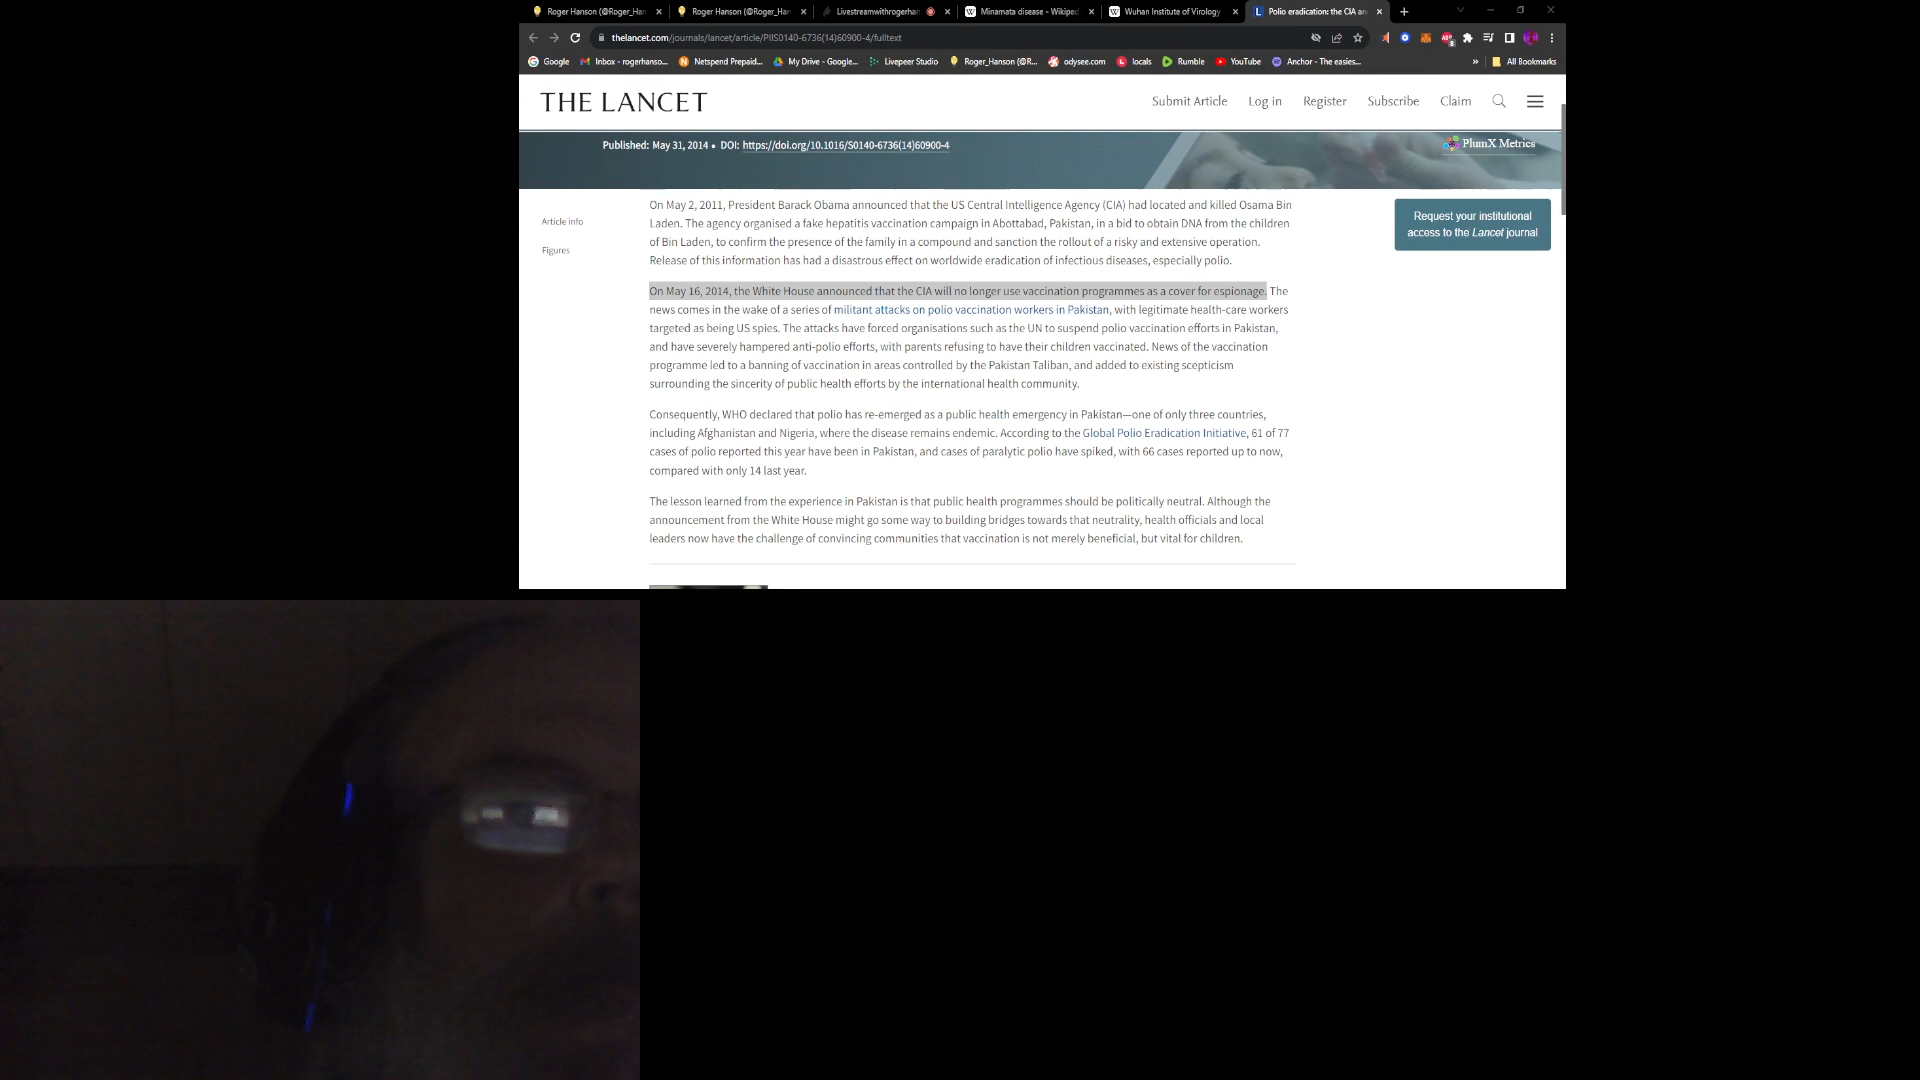 Roger Hanson (@Roger_Han
Roger Hanson (@Roger_Han
Livestreamwithrogerhan
Minamata disease - Wikiped
Wuhan Institute of Virology
Polio eradication: the CIA an
thelancet.com/journals/lancet/article/PIIS0140-6736(14)60900-4/fulltext
Google
Inbox - rogerhanso...
Netspend Prepaid...
My Drive - Google...
Livepeer Studio
Roger_Hanson (@R...
odysee.com
locals
Rumble
YouTube
Anchor - The easies...
»
All Bookmarks
THE LANCET
Submit Article
Log in
Register
Subscribe
Claim
Published: May 31, 2014 • DOI: https://doi.org/10.1016/S0140-6736(14)60900-4
PlumX Metrics
Article info
Figures
On May 2, 2011, President Barack Obama announced that the US Central Intelligence Agency (CIA) had located and killed Osama Bin
Laden. The agency organised a fake hepatitis vaccination campaign in Abottabad, Pakistan, in a bid to obtain DNA from the children
of Bin Laden, to confirm the presence of the family in a compound and sanction the rollout of a risky and extensive operation.
Release of this information has had a disastrous effect on worldwide eradication of infectious diseases, especially polio.
On May 16, 2014, the White House announced that the CIA will no longer use vaccination programmes as a cover for espionage. The
news comes in the wake of a series of militant attacks on polio vaccination workers in Pakistan, with legitimate health-care workers
targeted as being US spies. The attacks have forced organisations such as the UN to suspend polio vaccination efforts in Pakistan,
and have severely hampered anti-polio efforts, with parents refusing to have their children vaccinated. News of the vaccination
programme led to a banning of vaccination in areas controlled by the Pakistan Taliban, and added to existing scepticism
surrounding the sincerity of public health efforts by the international health community.
Consequently, WHO declared that polio has re-emerged as a public health emergency in Pakistan—one of only three countries,
including Afghanistan and Nigeria, where the disease remains endemic. According to the Global Polio Eradication Initiative, 61 of 77
cases of polio reported this year have been in Pakistan, and cases of paralytic polio have spiked, with 66 cases reported up to now,
compared with only 14 last year.
The lesson learned from the experience in Pakistan is that public health programmes should be politically neutral. Although the
announcement from the White House might go some way to building bridges towards that neutrality, health officials and local
leaders now have the challenge of convincing communities that vaccination is not merely beneficial, but vital for children.
Request your institutional
access to the Lancet journal